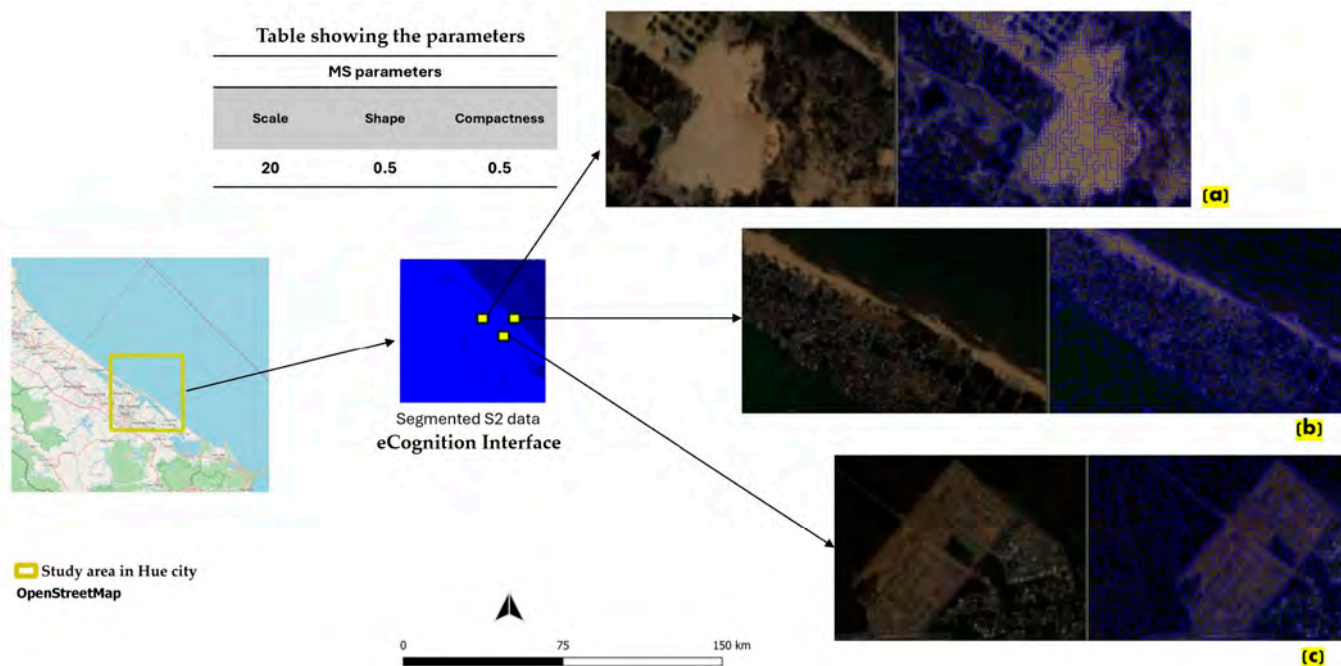 Table showing the parameters
MS parameters
Scale Shape Compactness
20 0.5 0.5
(a)
(b)
(c)
Segmented S2 data
eCognition Interface
Study area in Hue city
OpenStreetMap
0 75 150 km